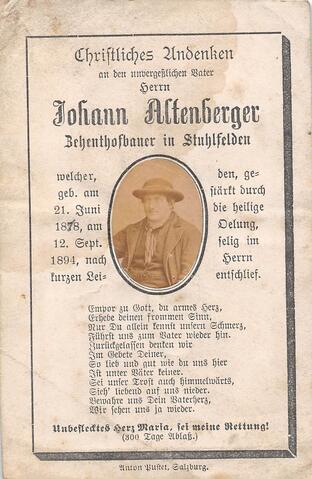 Christliches Andenken
an den unvergeßlichen Vater
Herrn
Johann Altenberger
Zehenthofbauer in Stuhlfelden
welcher,
geb. am
21. Juni
1878, am
12. Sept.
1894, nach
kurzen Lei-
den, ge-
stärkt durch
die heilige
Oelung,
selig im
Herrn
entschlief.
Empor zu Gott, du armes Herz,
Erhebe deinen frommen Sinn,
Nur Du allein kennst unsern Schmerz,
Führst uns zum Vater wieder hin.
Zurückgelassen denken wir
Im Gebete Deiner,
So lieb und gut wie du uns hier
Ist unter Väter keiner.
Sei unser Trost auch himmelwärts,
Sieh' liebend auf uns nieder.
Bewahre uns Dein Vaterherz,
Wir sehen uns ja wieder.
Unbeflecktes Herz Maria, sei meine Rettung!
(300 Tage Ablaß.)
Anton Pustet, Salzburg.